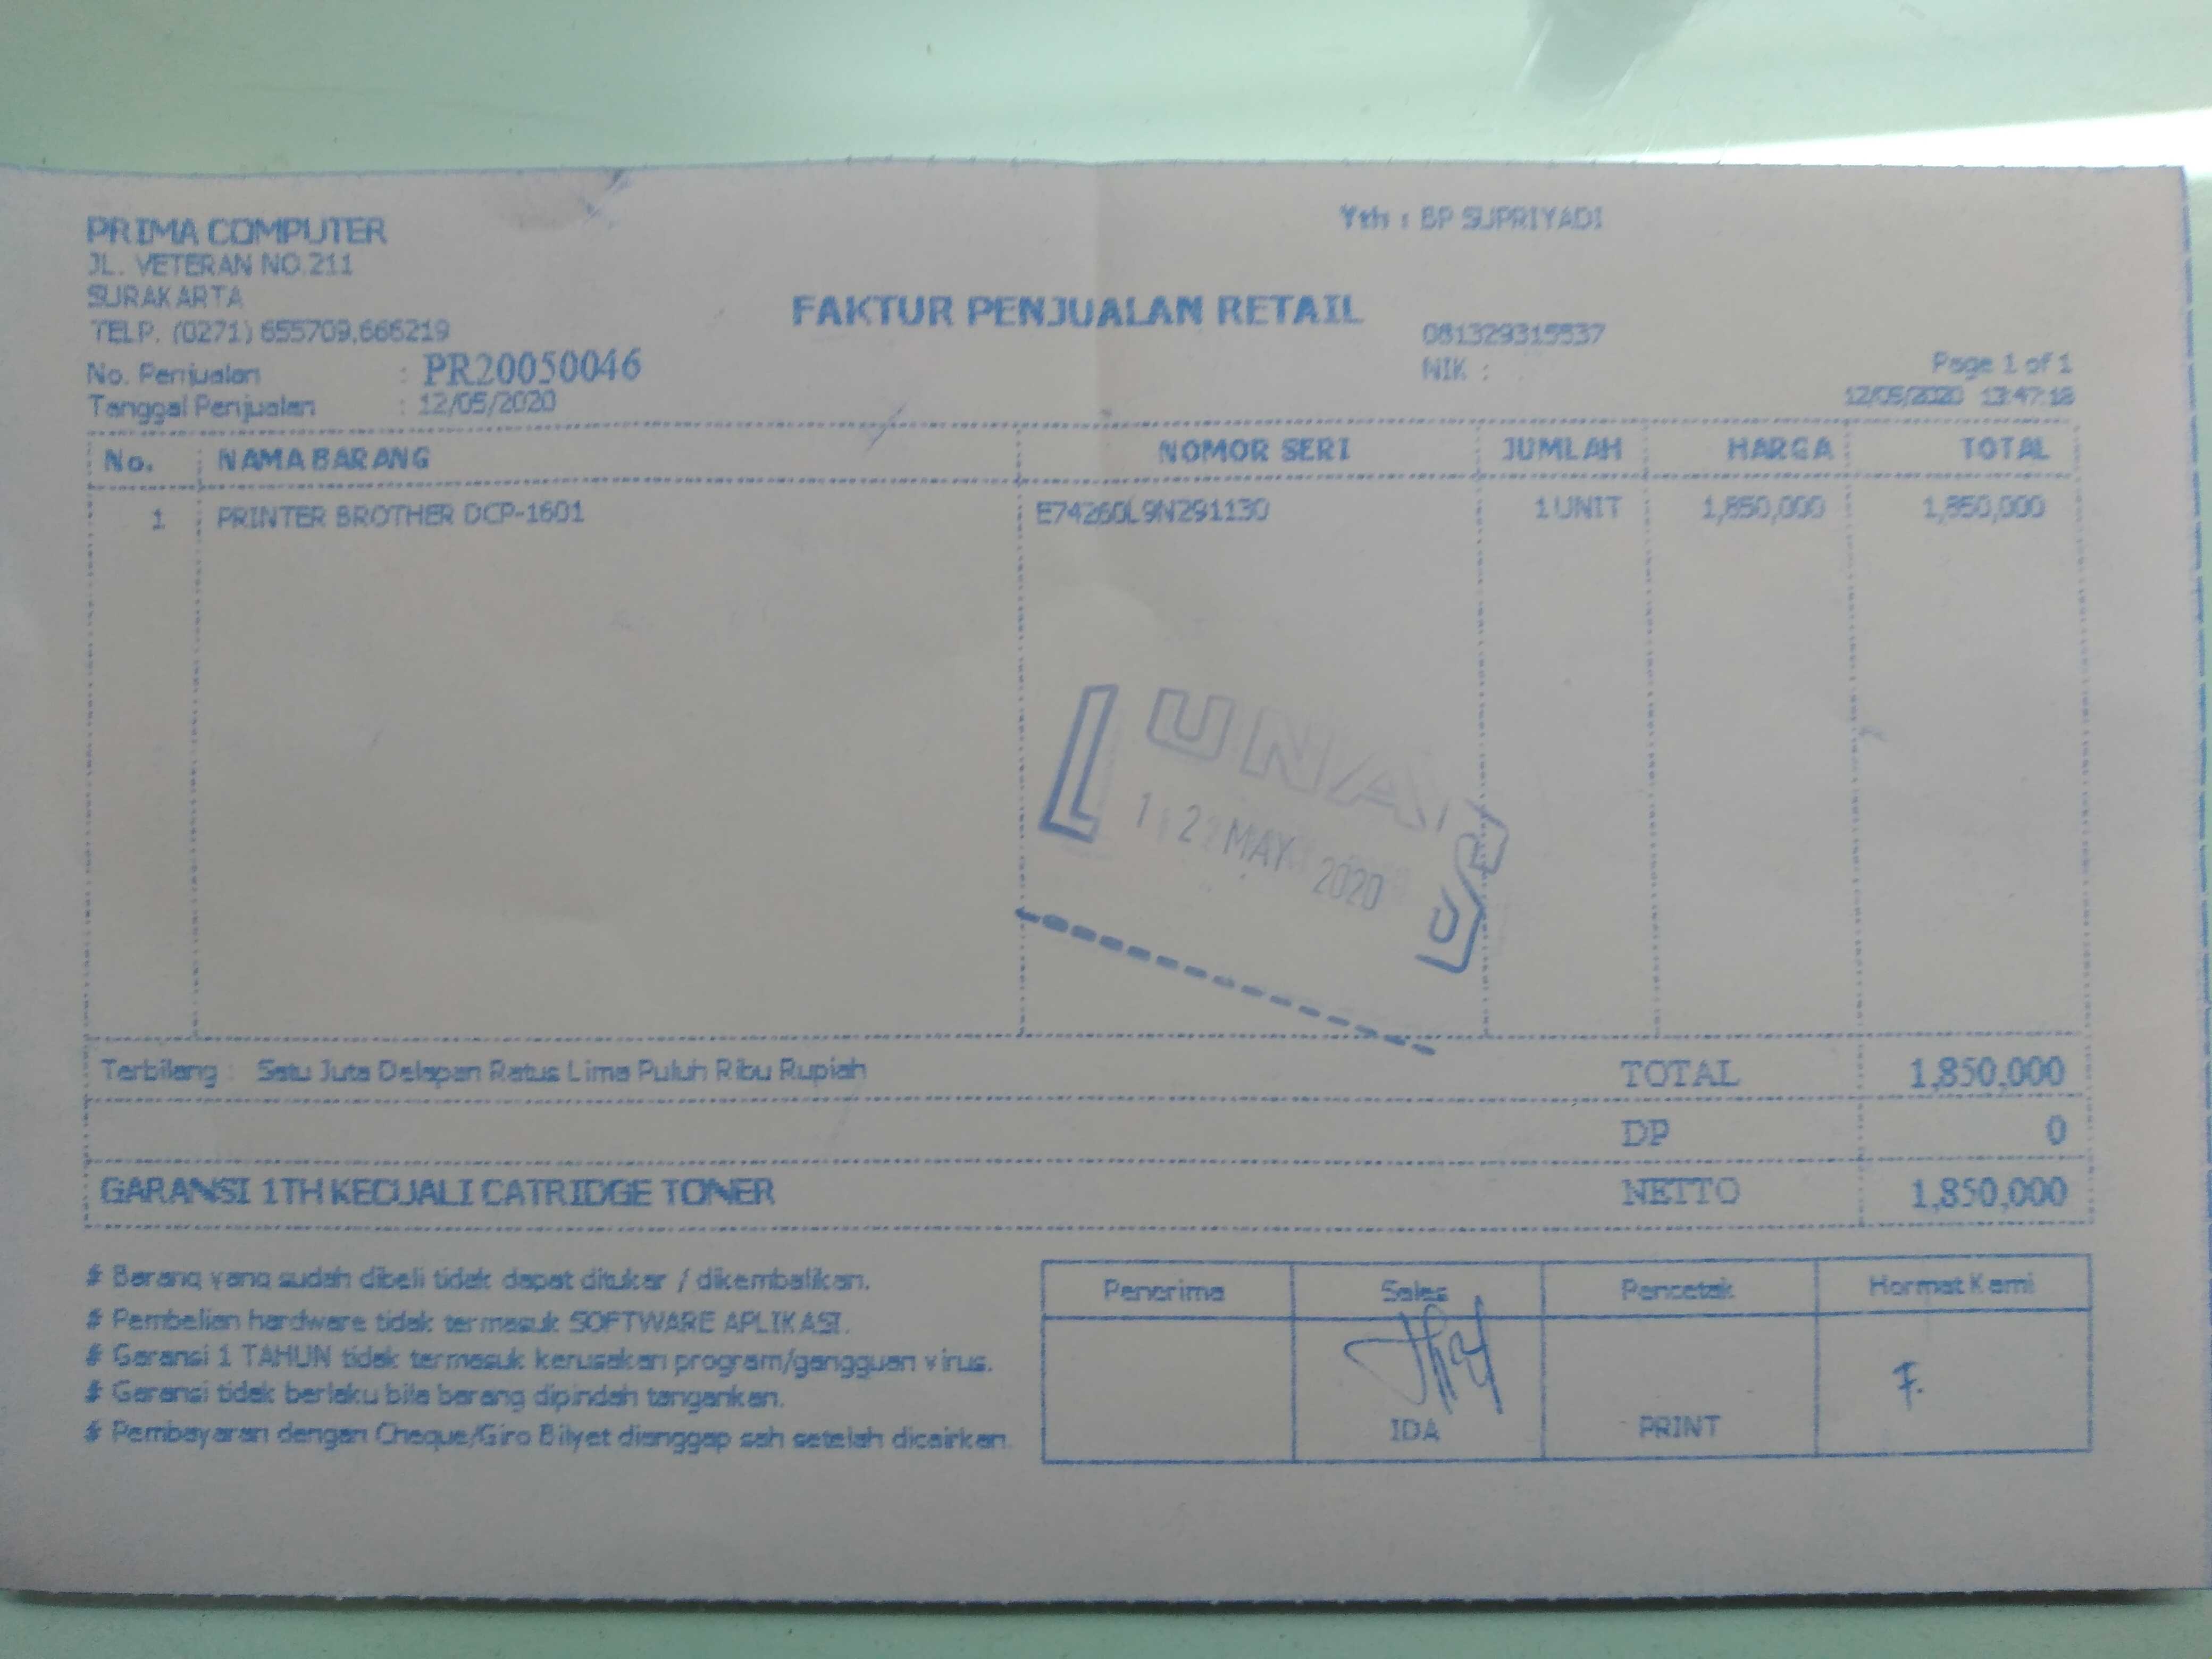 PRIMA COMPUTER
JL. VETERAN NO.211
SURAKARTA
TELP. (0271) 655709,666219
Yth : BP SUPRIYADI
FAKTUR PENJUALAN RETAIL
081329315537
NIK :
No. Penjualan : PR20050046
Tanggal Penjualan : 12/05/2020
Page 1 of 1
12/05/2020 13:47:18
No. NAMA BARANG NOMOR SERI JUMLAH HARGA TOTAL
1 PRINTER BROTHER DCP-1601 E74260L9N291130 1 UNIT 1,850,000 1,850,000
LUNAS
12 MAY 2020
Terbilang : Satu Juta Delapan Ratus Lima Puluh Ribu Rupiah TOTAL 1,850,000
DP 0
GARANSI 1TH KECUALI CATRIDGE TONER NETTO 1,850,000
# Barang yang sudah dibeli tidak dapat ditukar / dikembalikan.
# Pembelian hardware tidak termasuk SOFTWARE APLIKASI.
# Garansi 1 TAHUN tidak termasuk kerusakan program/gangguan virus.
# Garansi tidak berlaku bila barang dipindah tangankan.
# Pembayaran dengan Cheque/Giro Bilyet dianggap sah setelah dicairkan.
Penerima Sales Pencetak Hormat Kami
IDA PRINT